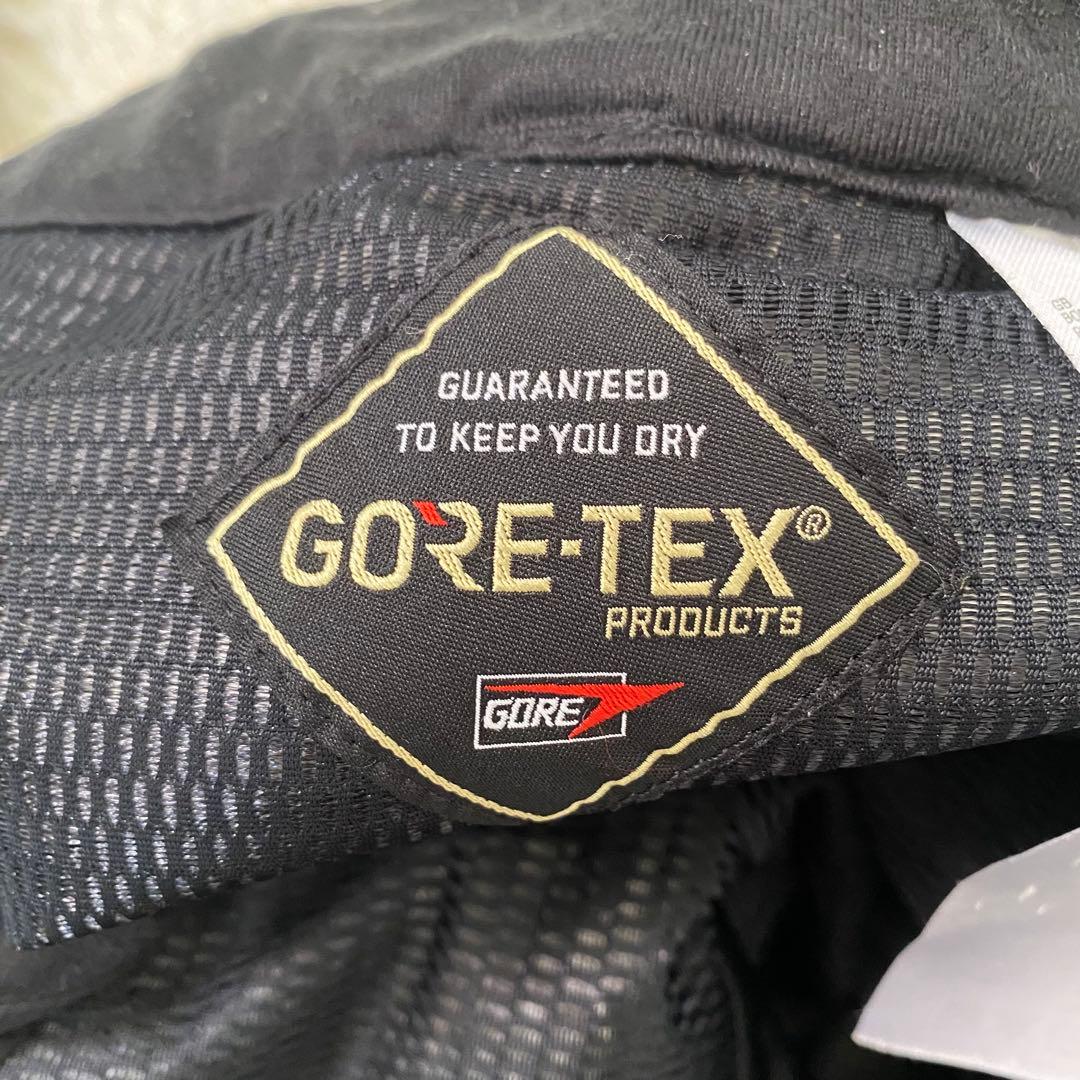 GUARANTEED
TO KEEP YOU DRY
GORE-TEX®
PRODUCTS
GORE